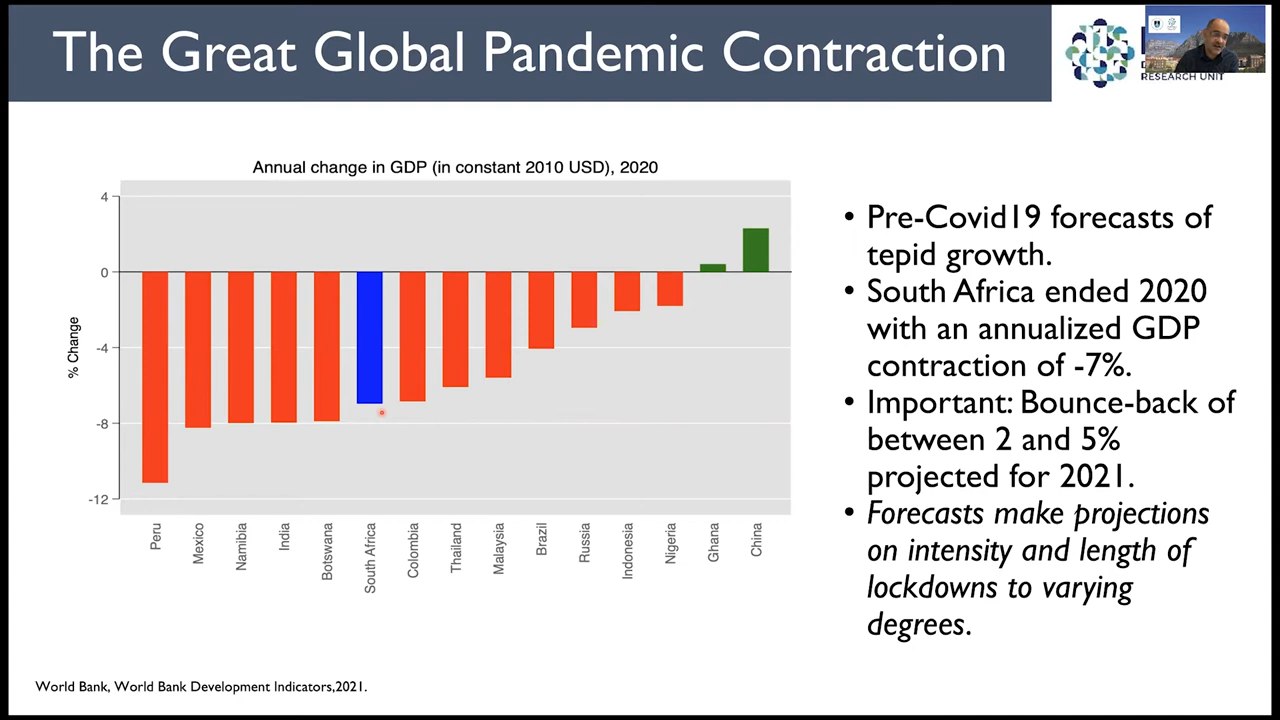 The Great Global Pandemic Contraction
RESEARCH UNIT
Annual change in GDP (in constant 2010 USD), 2020
4
0
-4
-8
-12
% Change
Peru
Mexico
Namibia
India
Botswana
South Africa
Colombia
Thailand
Malaysia
Brazil
Russia
Indonesia
Nigeria
Ghana
China
• Pre-Covid19 forecasts of
tepid growth.
• South Africa ended 2020
with an annualized GDP
contraction of -7%.
• Important: Bounce-back of
between 2 and 5%
projected for 2021.
• Forecasts make projections
on intensity and length of
lockdowns to varying
degrees.
World Bank, World Bank Development Indicators,2021.